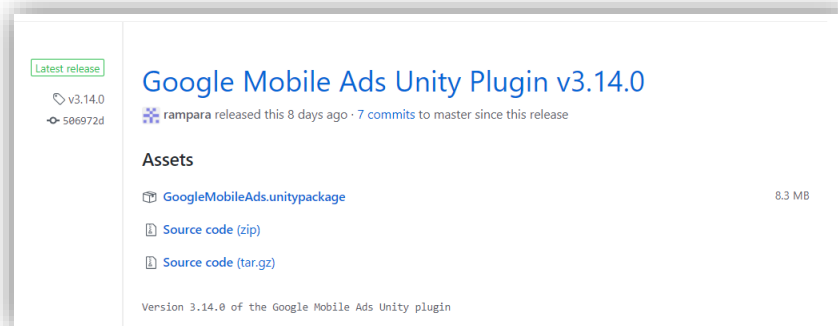 Latest release
v3.14.0
506972d
Google Mobile Ads Unity Plugin v3.14.0
rampara released this 8 days ago · 7 commits to master since this release
Assets
GoogleMobileAds.unitypackage 8.3 MB
Source code (zip)
Source code (tar.gz)
Version 3.14.0 of the Google Mobile Ads Unity plugin